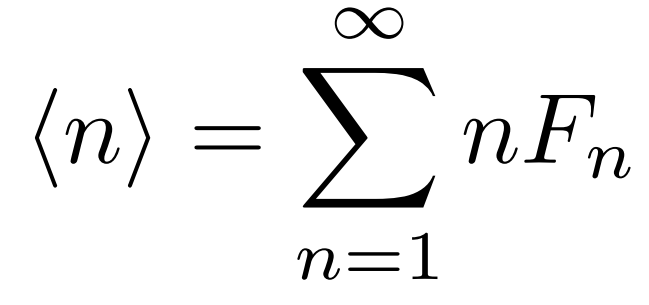 ⟨n⟩ = ∑_{n=1}^{∞} nF_n